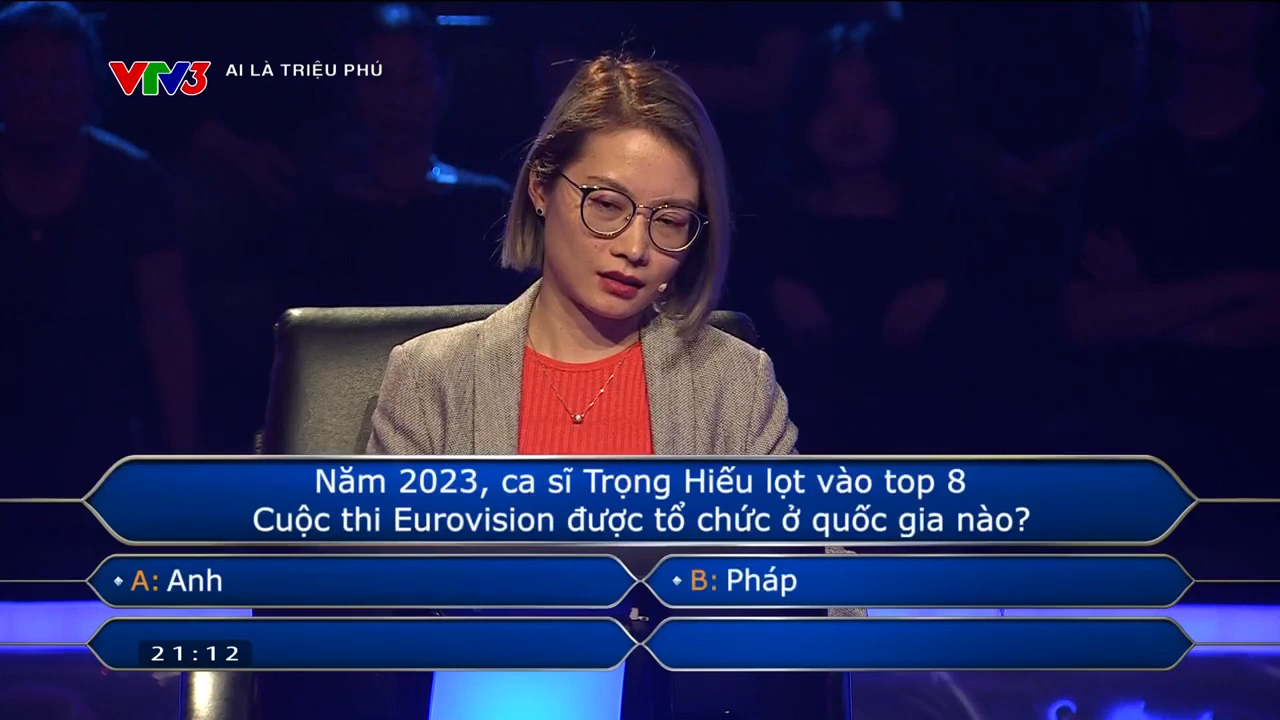 VTV3 AI LÀ TRIỆU PHÚ
Năm 2023, ca sĩ Trọng Hiếu lọt vào top 8
Cuộc thi Eurovision được tổ chức ở quốc gia nào?
A: Anh
B: Pháp
21:12